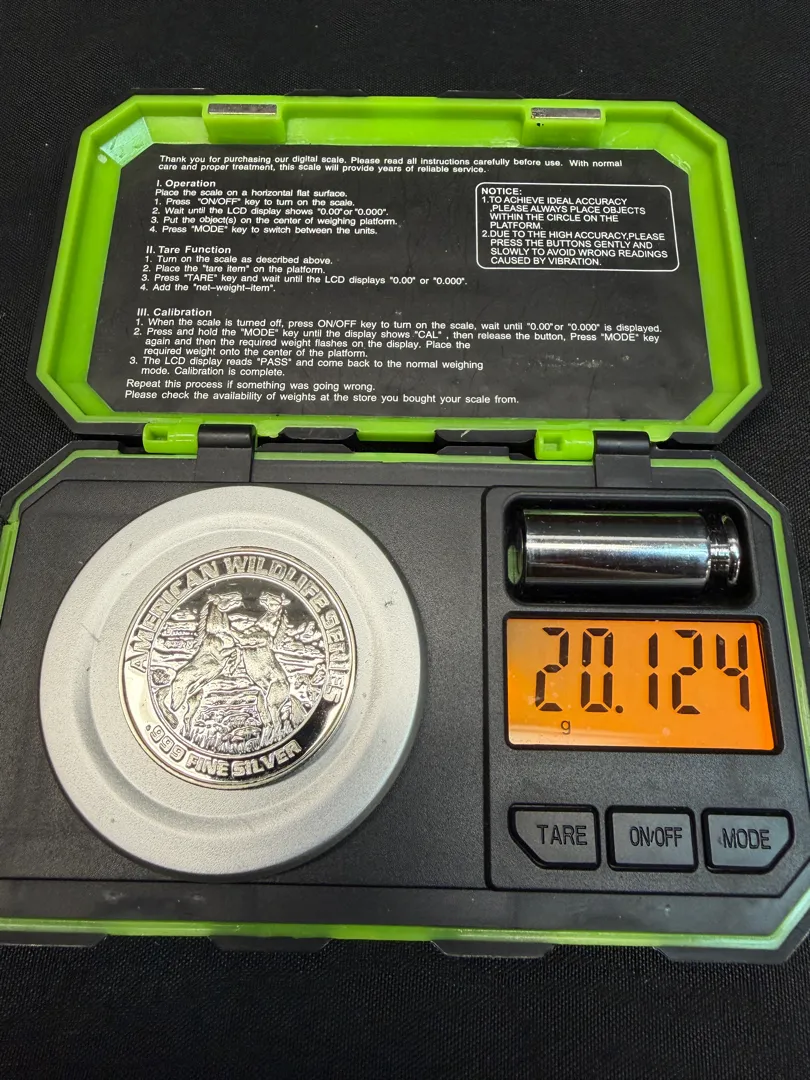 Thank you for purchasing our digital scale. Please read all instructions carefully before use. With normal
care and proper treatment, this scale will provide years of reliable service.
I. Operation
Place the scale on a horizontal flat surface.
1. Press "ON/OFF" key to turn on the scale.
2. Wait until the LCD display shows "0.00"or "0.000".
3. Put the object(s) on the center of weighing platform.
4. Press "MODE" key to switch between the units.
II. Tare Function
1. Turn on the scale as described above.
2. Place the "tare item" on the platform.
3. Press "TARE" key and wait until the LCD displays "0.00" or "0.000".
4. Add the "net-weight-item".
NOTICE:
1.TO ACHIEVE IDEAL ACCURACY
,PLEASE ALWAYS PLACE OBJECTS
WITHIN THE CIRCLE ON THE
PLATFORM.
2.DUE TO THE HIGH ACCURACY,PLEASE
PRESS THE BUTTONS GENTLY AND
SLOWLY TO AVOID WRONG READINGS
CAUSED BY VIBRATION.
III. Calibration
1. When the scale is turned off, press ON/OFF key to turn on the scale, wait until "0.00"or "0.000" is displayed.
2. Press and hold the "MODE" key until the display shows "CAL" , then release the button, Press "MODE" key
again and then the required weight flashes on the display. Place the
required weight onto the center of the platform.
3. The LCD display reads "PASS" and come back to the normal weighing
mode. Calibration is complete.
Repeat this process if something was going wrong.
Please check the availability of weights at the store you bought your scale from.
AMERICAN WILDLIFE SERIES
.999 FINE SILVER
20.124
g
TARE
ON/OFF
MODE